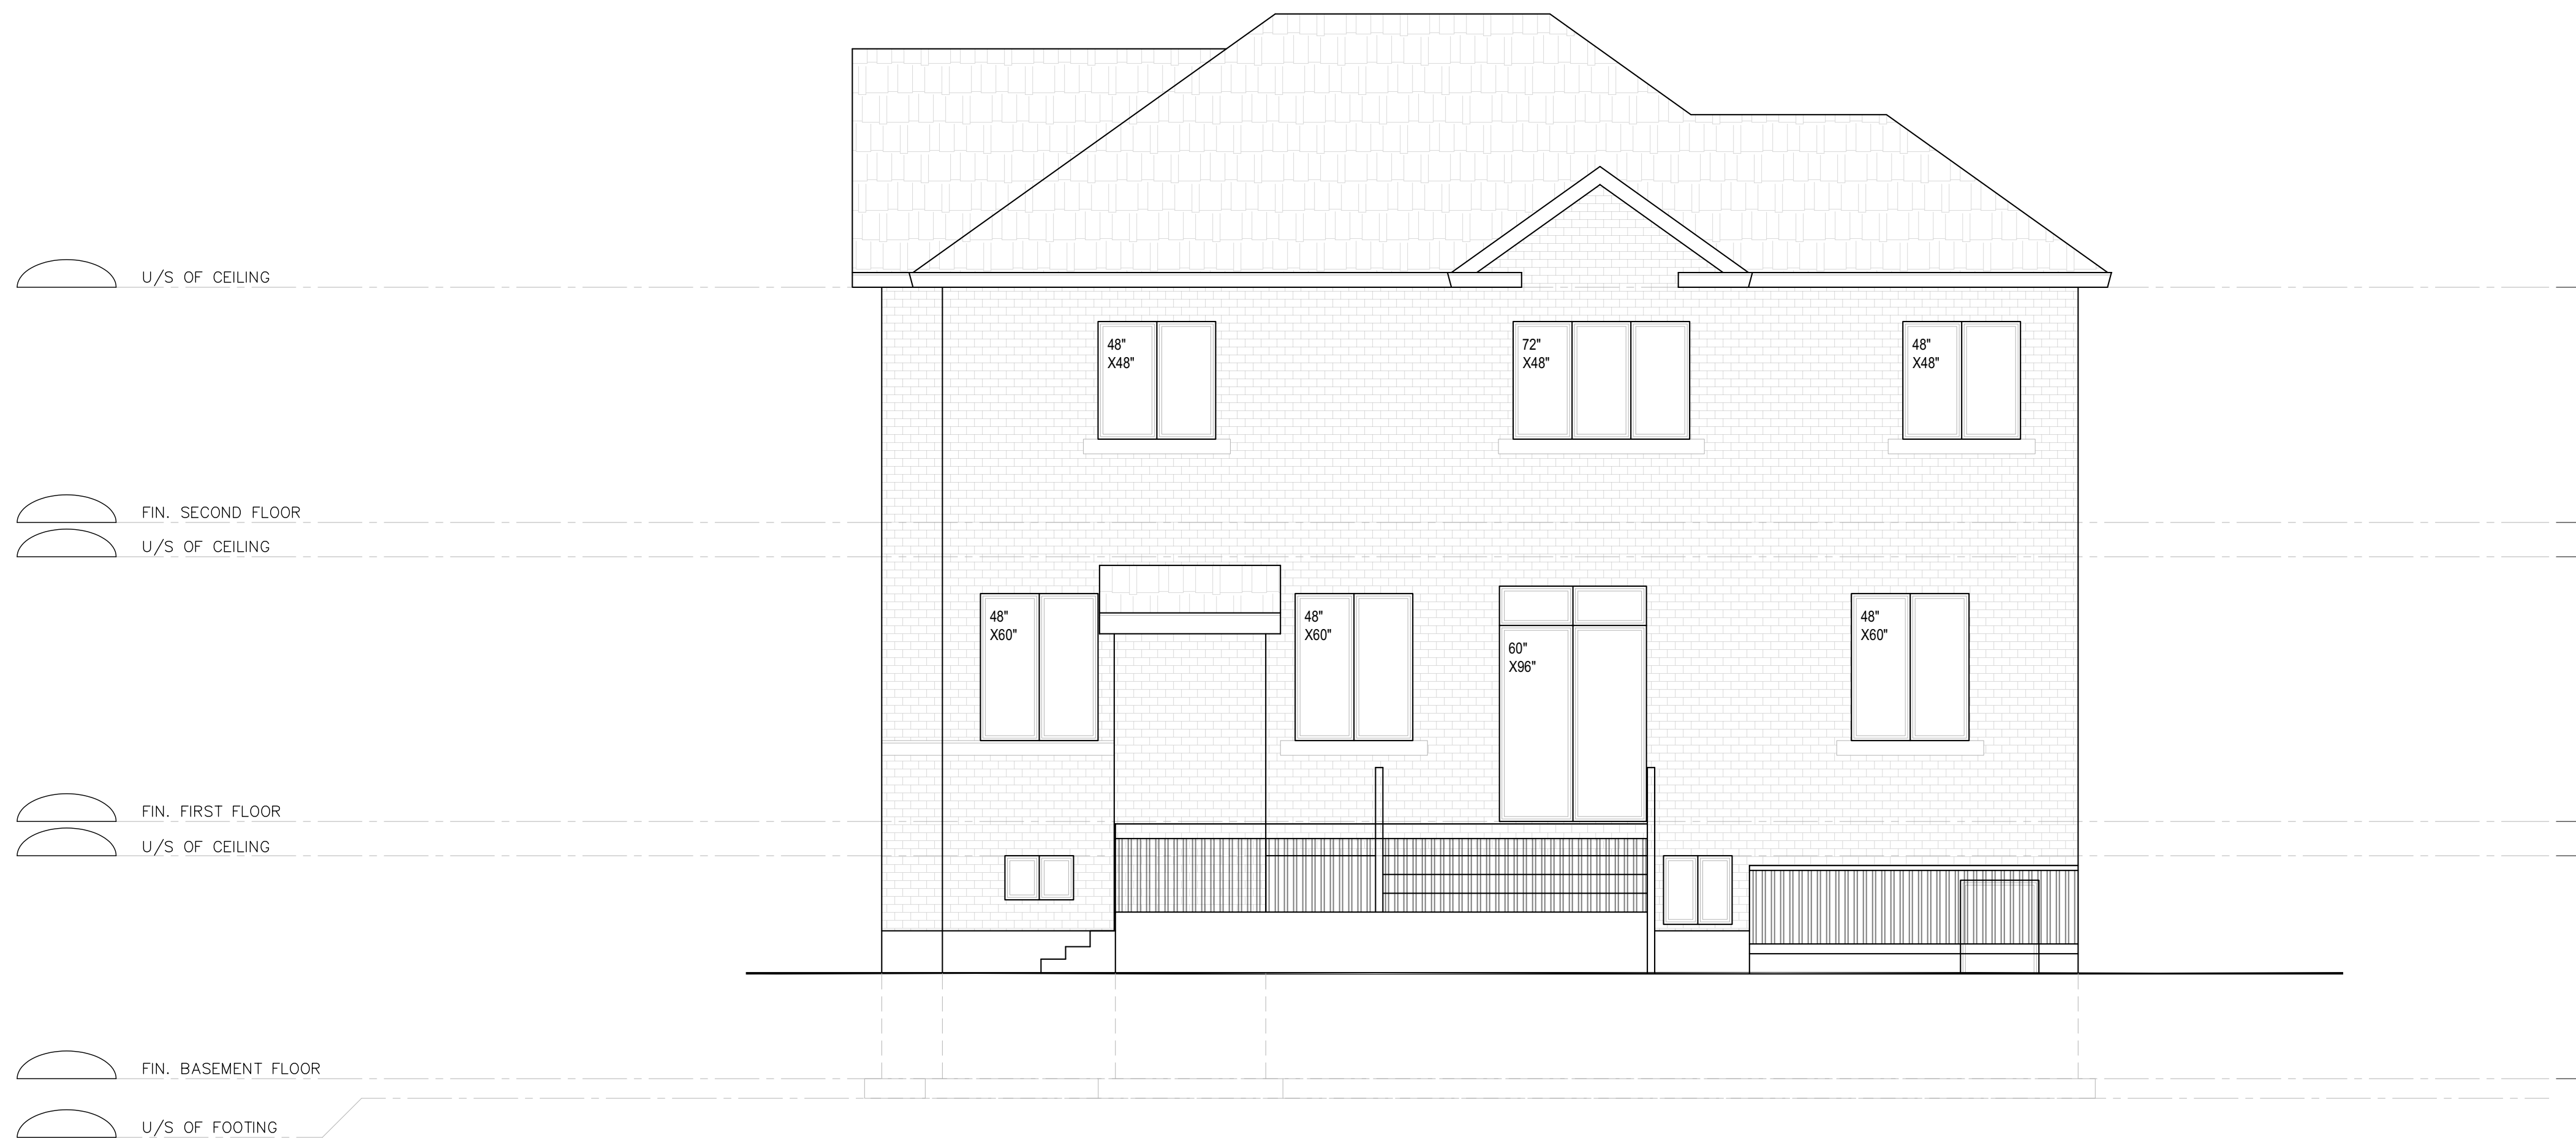 U/S OF CEILING
48"
X48"
72"
X48"
48"
X48"
FIN. SECOND FLOOR
U/S OF CEILING
48"
X60"
48"
X60"
60"
X96"
48"
X60"
FIN. FIRST FLOOR
U/S OF CEILING
FIN. BASEMENT FLOOR
U/S OF FOOTING